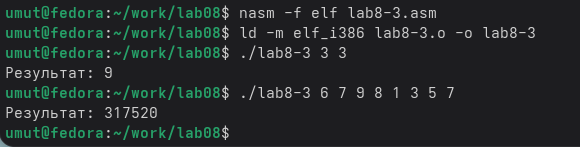 umut@fedora:~/work/lab08$ nasm -f elf lab8-3.asm
umut@fedora:~/work/lab08$ ld -m elf_i386 lab8-3.o -o lab8-3
umut@fedora:~/work/lab08$ ./lab8-3 3 3
Результат: 9
umut@fedora:~/work/lab08$ ./lab8-3 6 7 9 8 1 3 5 7
Результат: 317520
umut@fedora:~/work/lab08$